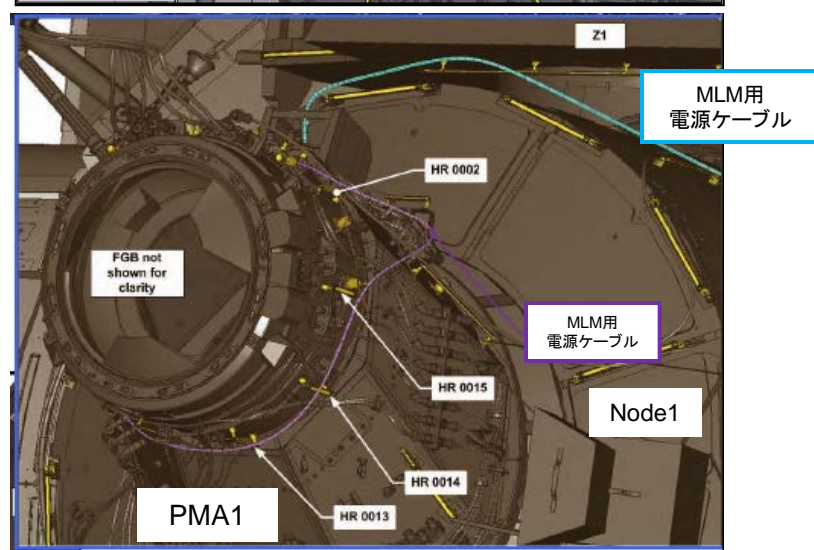 Z1
MLM用
電源ケーブル
HR 0002
FGB not
shown for
clarity
MLM用
電源ケーブル
HR 0015
Node1
HR 0014
PMA1
HR 0013